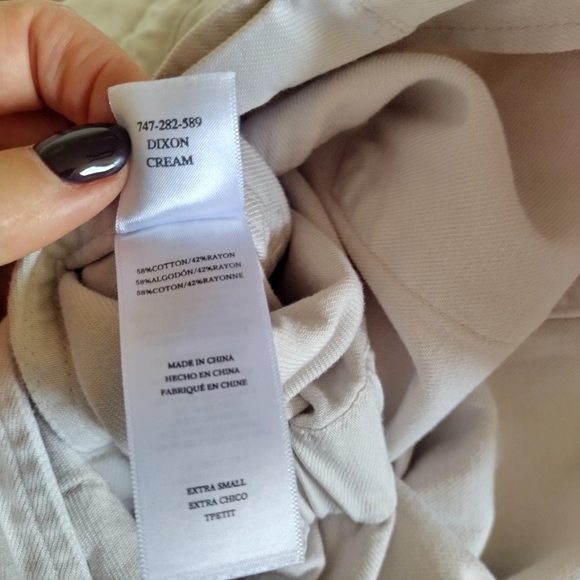 747-282-589
DIXON
CREAM
58%COTTON/42%RAYON
58%ALGODÓN/42%RAYON
58%COTON/42%RAYONNE
MADE IN CHINA
HECHO EN CHINA
FABRIQUÉ EN CHINE
EXTRA SMALL
EXTRA CHICO
TPETIT